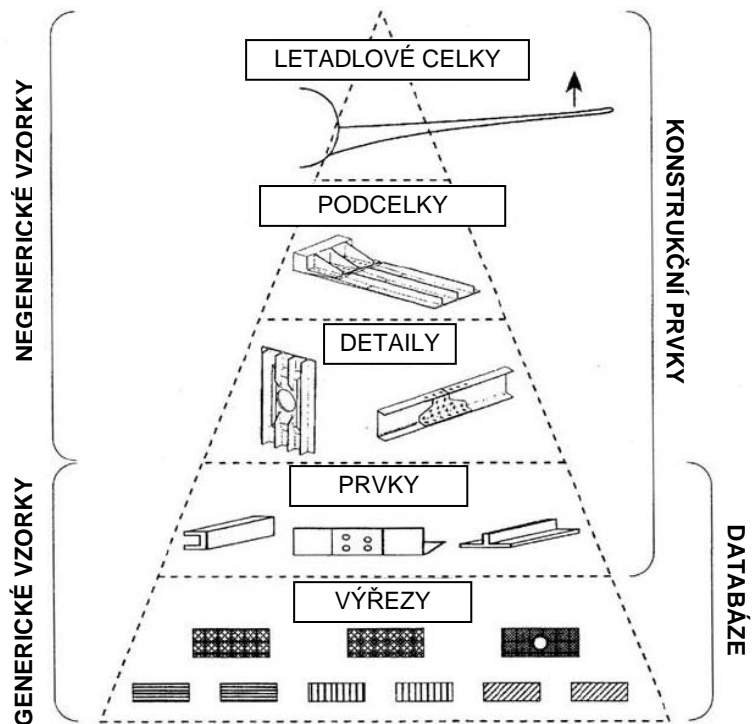 LETADLOVÉ CELKY
PODCELKY
DETAILY
PRVKY
VÝŘEZY
NEGENERICKÉ VZORKY
GENERICKÉ VZORKY
KONSTRUKČNÍ PRVKY
DATABÁZE